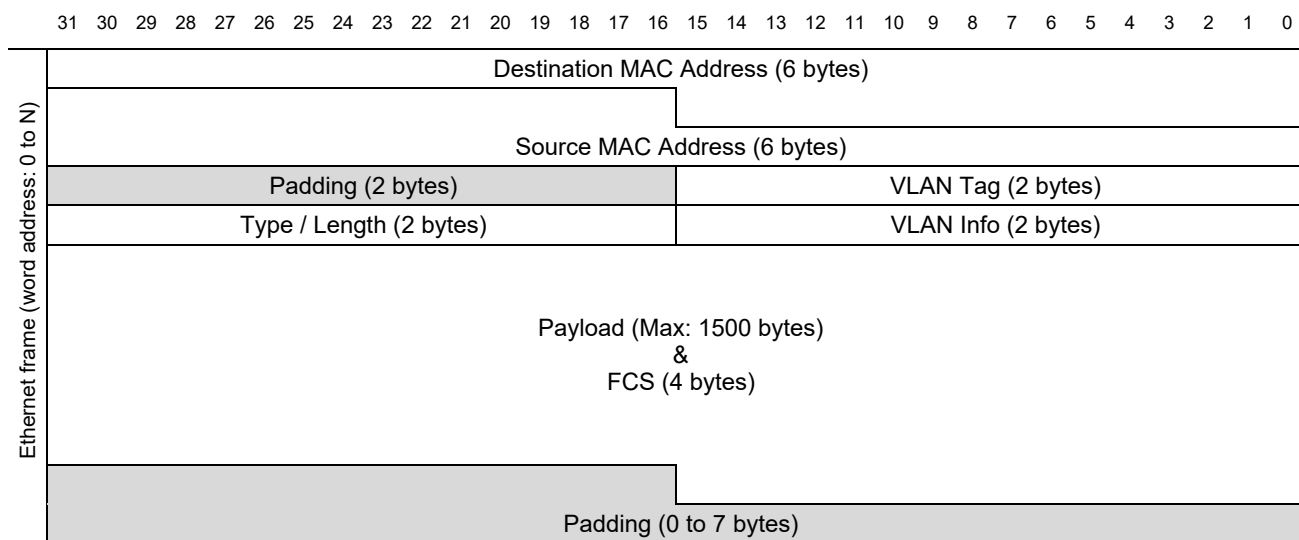 31 30 29 28 27 26 25 24 23 22 21 20 19 18 17 16 15 14 13 12 11 10 9 8 7 6 5 4 3 2 1 0
Ethernet frame (word address: 0 to N)
Destination MAC Address (6 bytes)
Source MAC Address (6 bytes)
Padding (2 bytes) VLAN Tag (2 bytes)
Type / Length (2 bytes) VLAN Info (2 bytes)
Payload (Max: 1500 bytes)
&
FCS (4 bytes)
Padding (0 to 7 bytes)